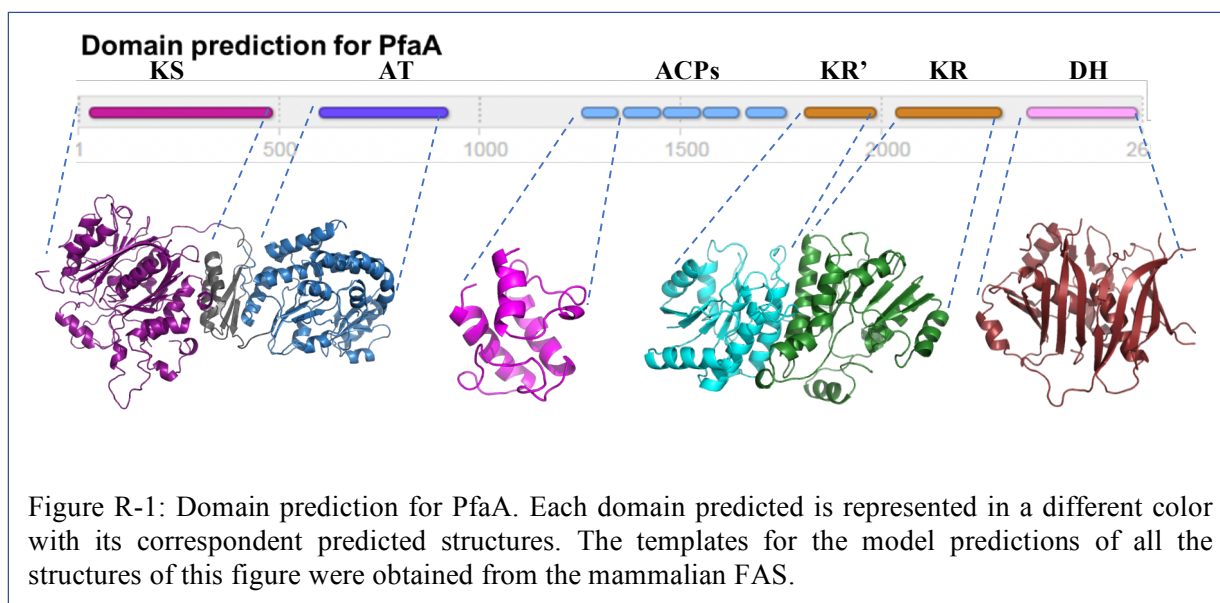 Domain prediction for PfaA
KS AT ACPs KR’ KR DH
1 500 1000 1500 2000 26
Figure R-1: Domain prediction for PfaA. Each domain predicted is represented in a different color
with its correspondent predicted structures. The templates for the model predictions of all the
structures of this figure were obtained from the mammalian FAS.